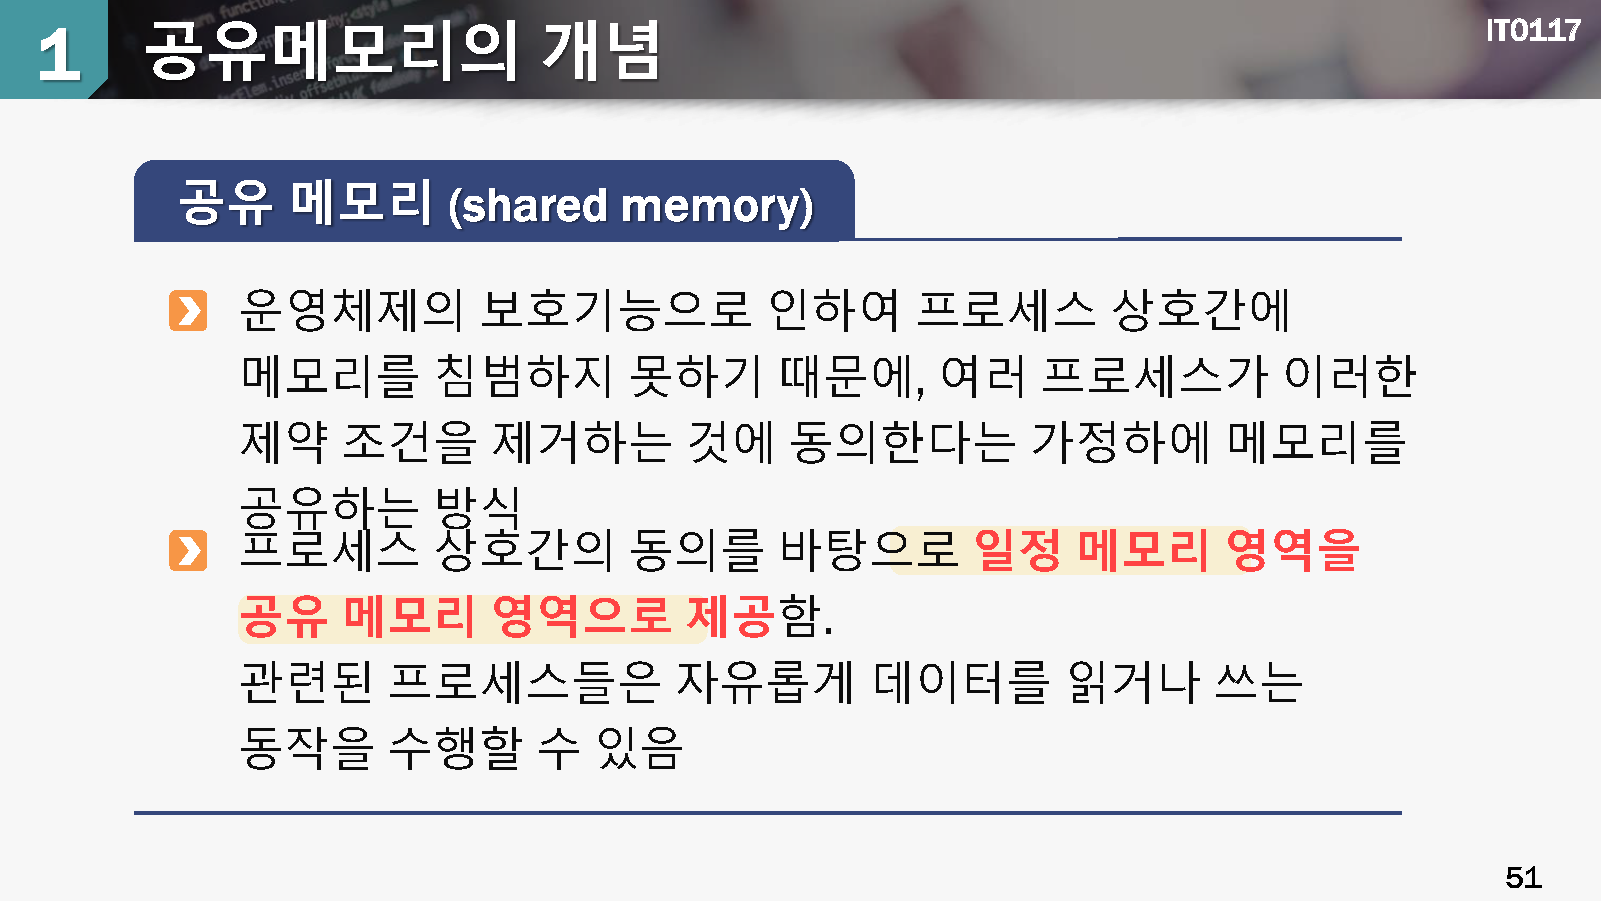 1
공유메모리의 개념
IT0117
공유 메모리 (shared memory)
운영체제의 보호기능으로 인하여 프로세스 상호간에
메모리를 침범하지 못하기 때문에, 여러 프로세스가 이러한
제약 조건을 제거하는 것에 동의한다는 가정하에 메모리를
공유하는 방식
프로세스 상호간의 동의를 바탕으로 일정 메모리 영역을
공유 메모리 영역으로 제공함.
관련된 프로세스들은 자유롭게 데이터를 읽거나 쓰는
동작을 수행할 수 있음
51